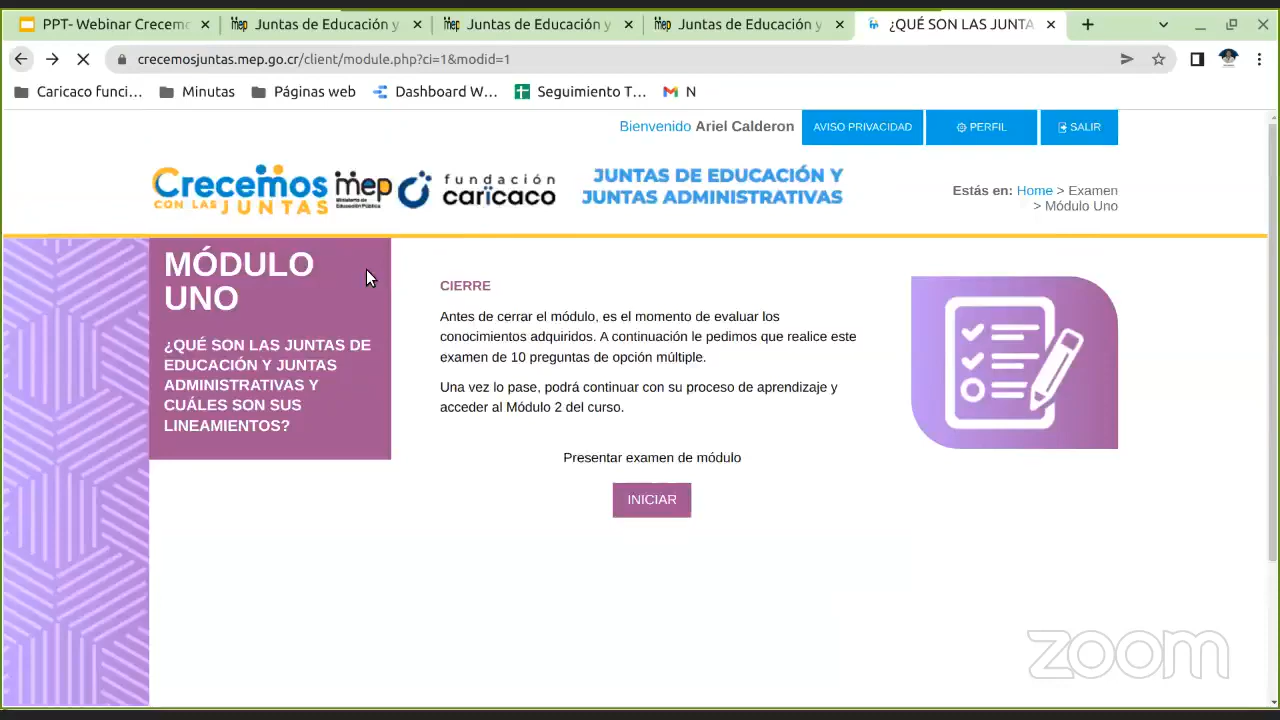 PPT- Webinar Crecem
Juntas de Educación y
Juntas de Educación y
Juntas de Educación y
¿QUÉ SON LAS JUNTA
crecemosjuntas.mep.go.cr/client/module.php?ci=1&modid=1
Caricaco funci...
Minutas
Páginas web
Dashboard W...
Seguimiento T...
N
Bienvenido Ariel Calderon
AVISO PRIVACIDAD
PERFIL
SALIR
Crecemos
CON LAS JUNTAS
mep
Ministerio de
Educación Pública
fundación
caricaco
JUNTAS DE EDUCACIÓN Y
JUNTAS ADMINISTRATIVAS
Estás en: Home > Examen
> Módulo Uno
MÓDULO
UNO
¿QUÉ SON LAS JUNTAS DE
EDUCACIÓN Y JUNTAS
ADMINISTRATIVAS Y
CUÁLES SON SUS
LINEAMIENTOS?
CIERRE
Antes de cerrar el módulo, es el momento de evaluar los
conocimientos adquiridos. A continuación le pedimos que realice este
examen de 10 preguntas de opción múltiple.
Una vez lo pase, podrá continuar con su proceso de aprendizaje y
acceder al Módulo 2 del curso.
Presentar examen de módulo
INICIAR
zoom